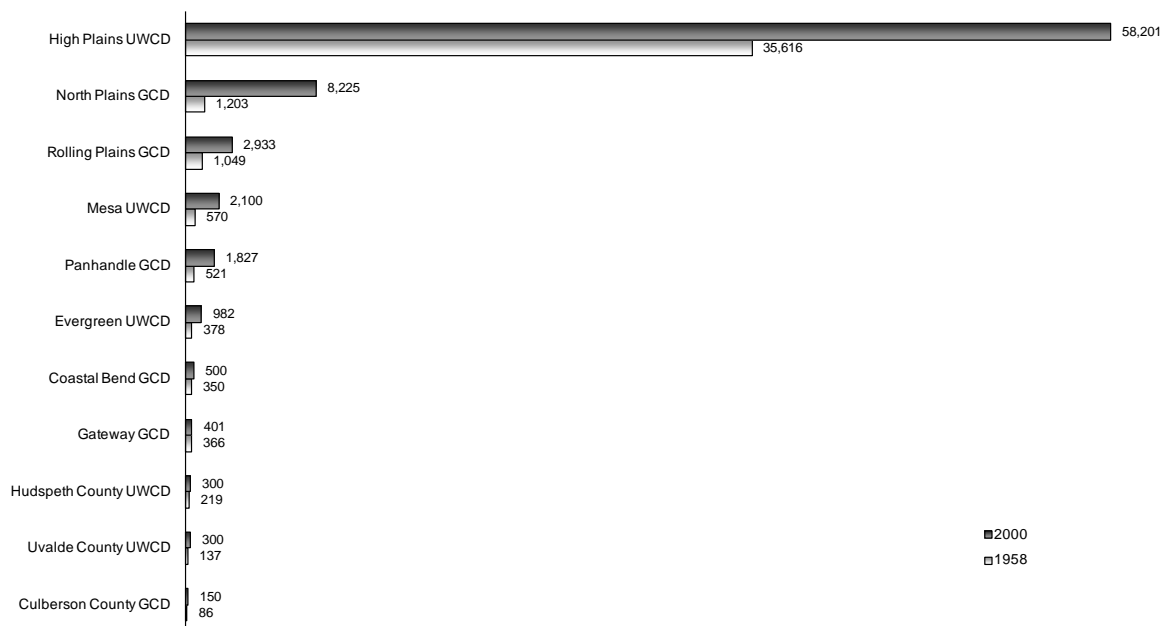 High Plains UWCD
58,201
35,616
North Plains GCD
8,225
1,203
Rolling Plains GCD
2,933
1,049
Mesa UWCD
2,100
570
Panhandle GCD
1,827
521
Evergreen UWCD
982
378
Coastal Bend GCD
500
350
Gateway GCD
401
366
Hudspeth County UWCD
300
219
Uvalde County UWCD
300
137
Culberson County GCD
150
86
2000
1958